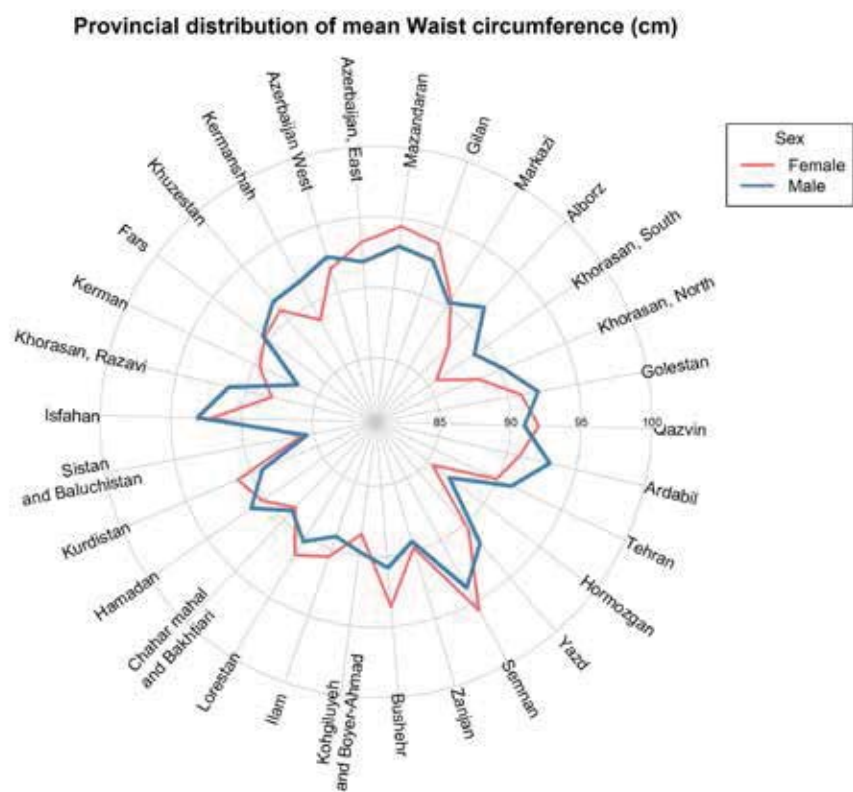 Provincial distribution of mean Waist circumference (cm)
Sex
Female
Male
Mazandaran
Gilan
Markazi
Alborz
Khorasan, South
Khorasan, North
Golestan
Qazvin
Ardabil
Tehran
Hormozgan
Yazd
Semnan
Zanjan
Bushehr
Kohgiluyeh
and Boyer-Ahmad
Ilam
Lorestan
Chahar mahal
and Bakhtiari
Hamadan
Kurdistan
Sistan
and Baluchistan
Isfahan
Khorasan, Razavi
Kerman
Fars
Khuzestan
Kermanshah
Azerbaijan West
Azerbaijan, East
85
90
95
100